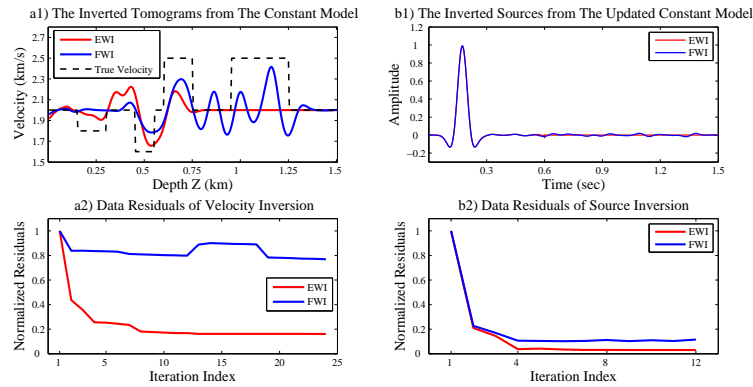 a1) The Inverted Tomograms from The Constant Model
EWI
FWI
True Velocity
2.7
2.4
2.1
1.9
1.7
1.5
Velocity (km/s)
0.25 0.5 0.75 1.0 1.25 1.5
Depth Z (km)
b1) The Inverted Sources from The Updated Constant Model
EWI
FWI
1.2
1
0.8
0.6
0.4
0.2
0
−0.2
Amplitude
0.3 0.6 0.9 1.2 1.5
Time (sec)
a2) Data Residuals of Velocity Inversion
EWI
FWI
1
0.8
0.6
0.4
0.2
0
Normalized Residuals
1 5 10 15 20 25
Iteration Index
b2) Data Residuals of Source Inversion
EWI
FWI
1
0.8
0.6
0.4
0.2
0
Normalized Residuals
1 4 8 12
Iteration Index